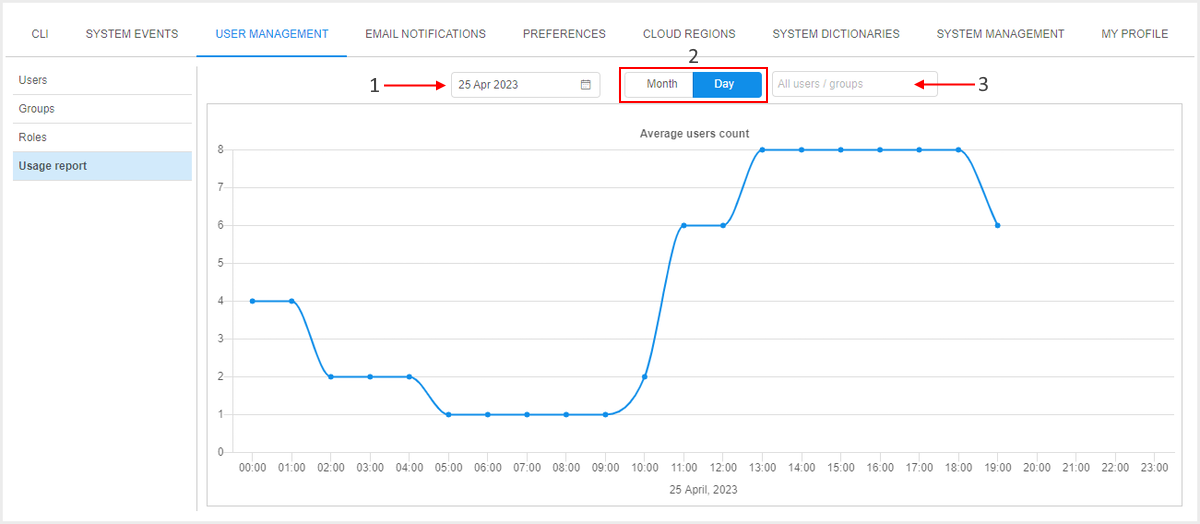 CLI SYSTEM EVENTS USER MANAGEMENT EMAIL NOTIFICATIONS PREFERENCES CLOUD REGIONS SYSTEM DICTIONARIES SYSTEM MANAGEMENT MY PROFILE
2
Users
Groups
Roles
Usage report
1 25 Apr 2023 Month Day All users / groups 3
Average users count
8
7
6
5
4
3
2
1
0
00:00 01:00 02:00 03:00 04:00 05:00 06:00 07:00 08:00 09:00 10:00 11:00 12:00 13:00 14:00 15:00 16:00 17:00 18:00 19:00 20:00 21:00 22:00 23:00
25 April, 2023